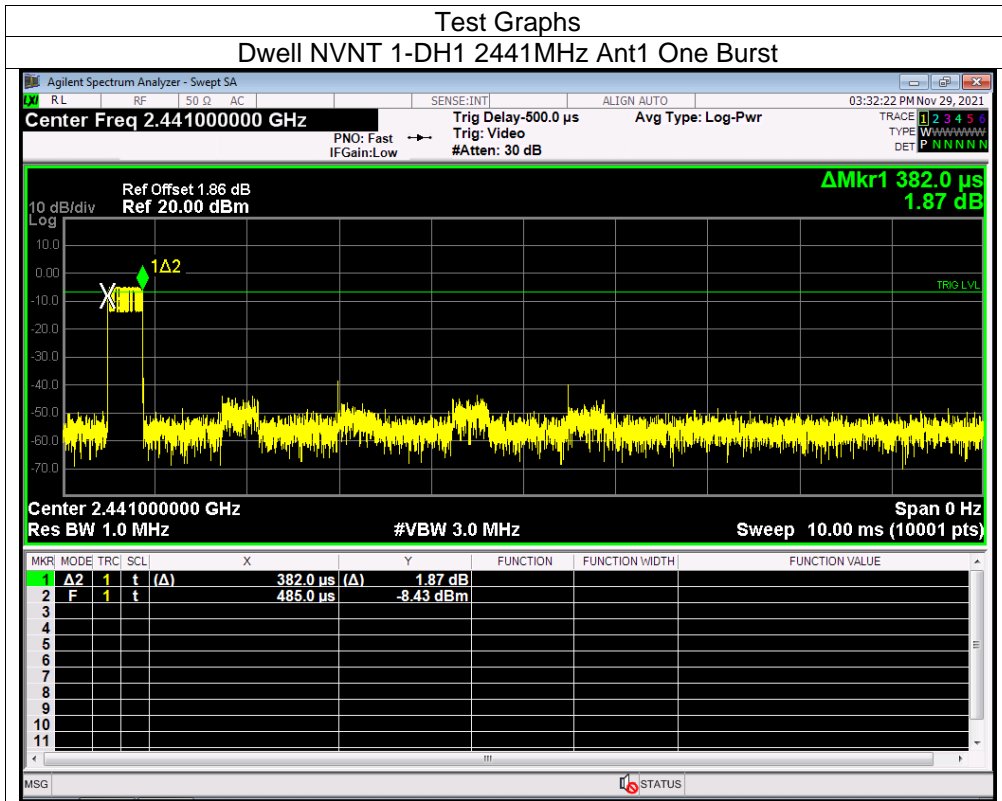 Test Graphs
Dwell NVNT 1-DH1 2441MHz Ant1 One Burst
Agilent Spectrum Analyzer - Swept SA
LXI RL RF 50 Ω AC SENSE:INT ALIGN AUTO 03:32:22 PM Nov 29, 2021
Center Freq 2.441000000 GHz
PNO: Fast
IFGain:Low
Trig Delay-500.0 µs
Trig: Video
#Atten: 30 dB
Avg Type: Log-Pwr
TRACE 1 2 3 4 5 6
TYPE WWWWWW
DET P N N N N N
ΔMkr1 382.0 µs
1.87 dB
Ref Offset 1.86 dB
10 dB/div Ref 20.00 dBm
Log
10.0
0.00
-10.0
-20.0
-30.0
-40.0
-50.0
-60.0
-70.0
1Δ2
TRIG LVL
Center 2.441000000 GHz Span 0 Hz
Res BW 1.0 MHz #VBW 3.0 MHz Sweep 10.00 ms (10001 pts)
MKR MODE TRC SCL X Y FUNCTION FUNCTION WIDTH FUNCTION VALUE
1 Δ2 1 t (Δ) 382.0 µs (Δ) 1.87 dB
2 F 1 t 485.0 µs -8.43 dBm
3
4
5
6
7
8
9
10
11
MSG STATUS